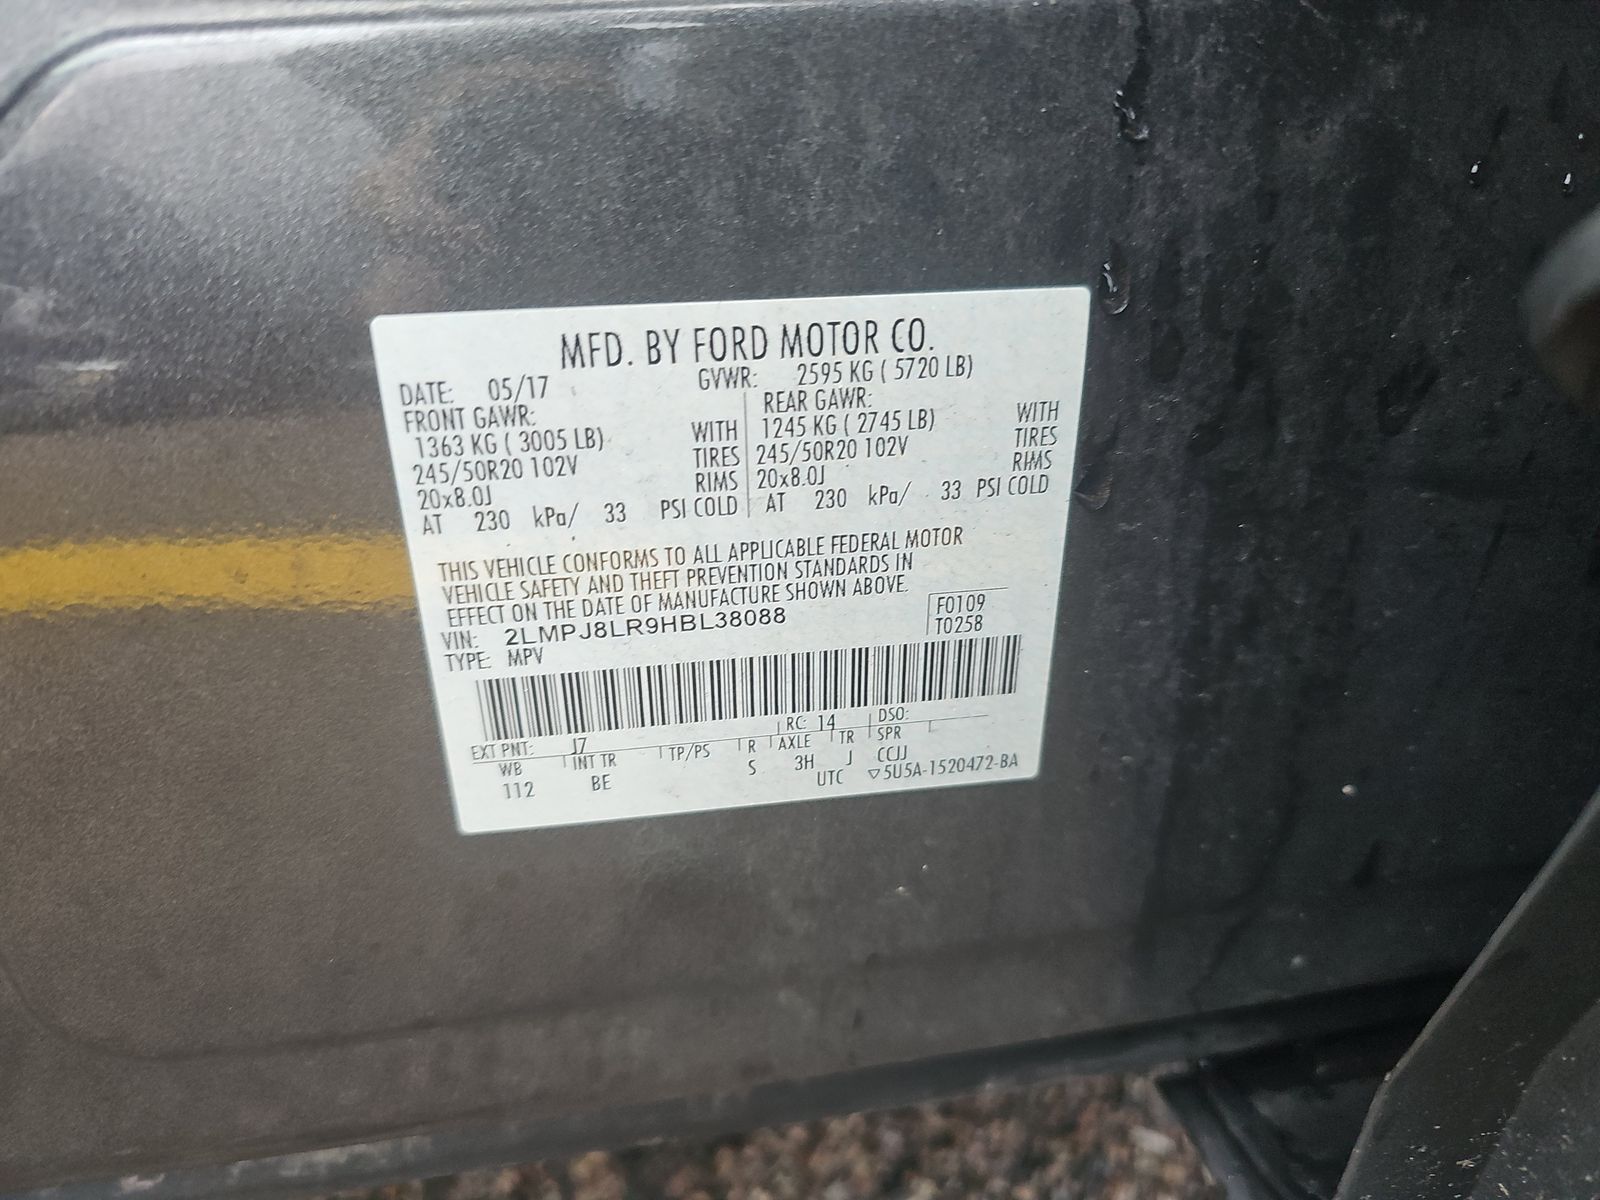 MFD. BY FORD MOTOR CO.
DATE: 05/17 GVWR: 2595 KG ( 5720 LB)
FRONT GAWR: REAR GAWR:
1363 KG ( 3005 LB) WITH 1245 KG ( 2745 LB) WITH
245/50R20 102V TIRES 245/50R20 102V TIRES
20x8.0J RIMS 20x8.0J RIMS
AT 230 kPa/ 33 PSI COLD AT 230 kPa/ 33 PSI COLD
THIS VEHICLE CONFORMS TO ALL APPLICABLE FEDERAL MOTOR
VEHICLE SAFETY AND THEFT PREVENTION STANDARDS IN
EFFECT ON THE DATE OF MANUFACTURE SHOWN ABOVE.
VIN: 2LMPJ8LR9HBL38088 F0109
TYPE: MPV T0258
EXT PNT: J7 RC: 14 DSO:
WB INT TR TP/PS R AXLE TR SPR
112 BE S 3H J CCJJ
UTC ▽5U5A-1520472-BA